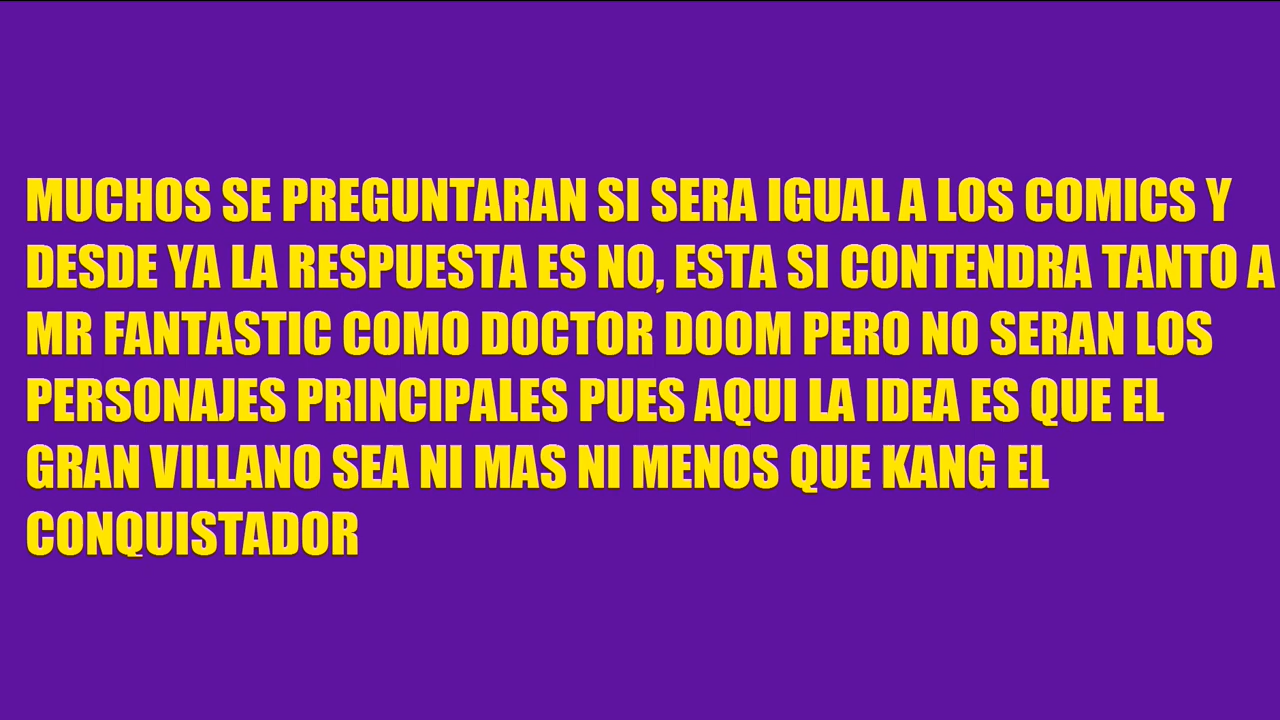 MUCHOS SE PREGUNTARAN SI SERA IGUAL A LOS COMICS Y
DESDE YA LA RESPUESTA ES NO, ESTA SI CONTENDRA TANTO A
MR FANTASTIC COMO DOCTOR DOOM PERO NO SERAN LOS
PERSONAJES PRINCIPALES PUES AQUI LA IDEA ES QUE EL
GRAN VILLANO SEA NI MAS NI MENOS QUE KANG EL
CONQUISTADOR